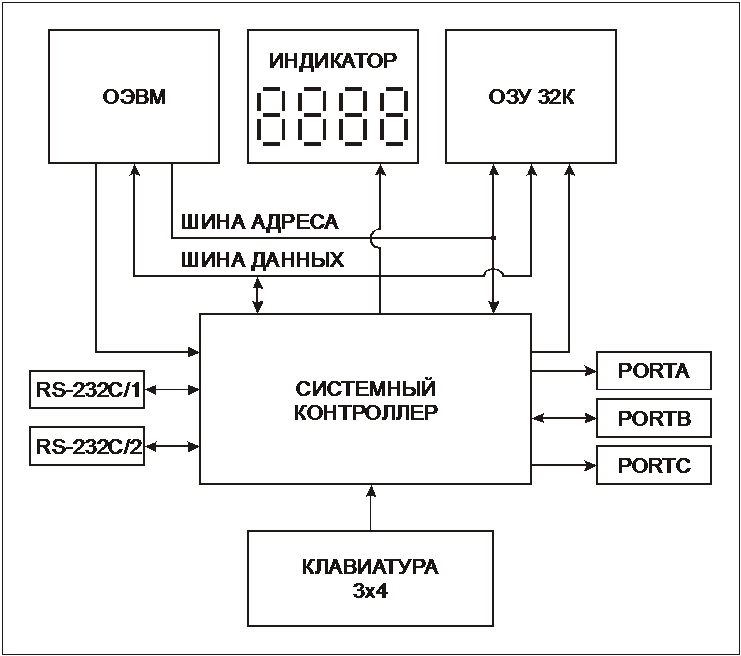 ОЭВМ
ИНДИКАТОР
ОЗУ 32К
ШИНА АДРЕСА
ШИНА ДАННЫХ
RS-232C/1
RS-232C/2
СИСТЕМНЫЙ
КОНТРОЛЛЕР
PORTA
PORTB
PORTC
КЛАВИАТУРА
3х4